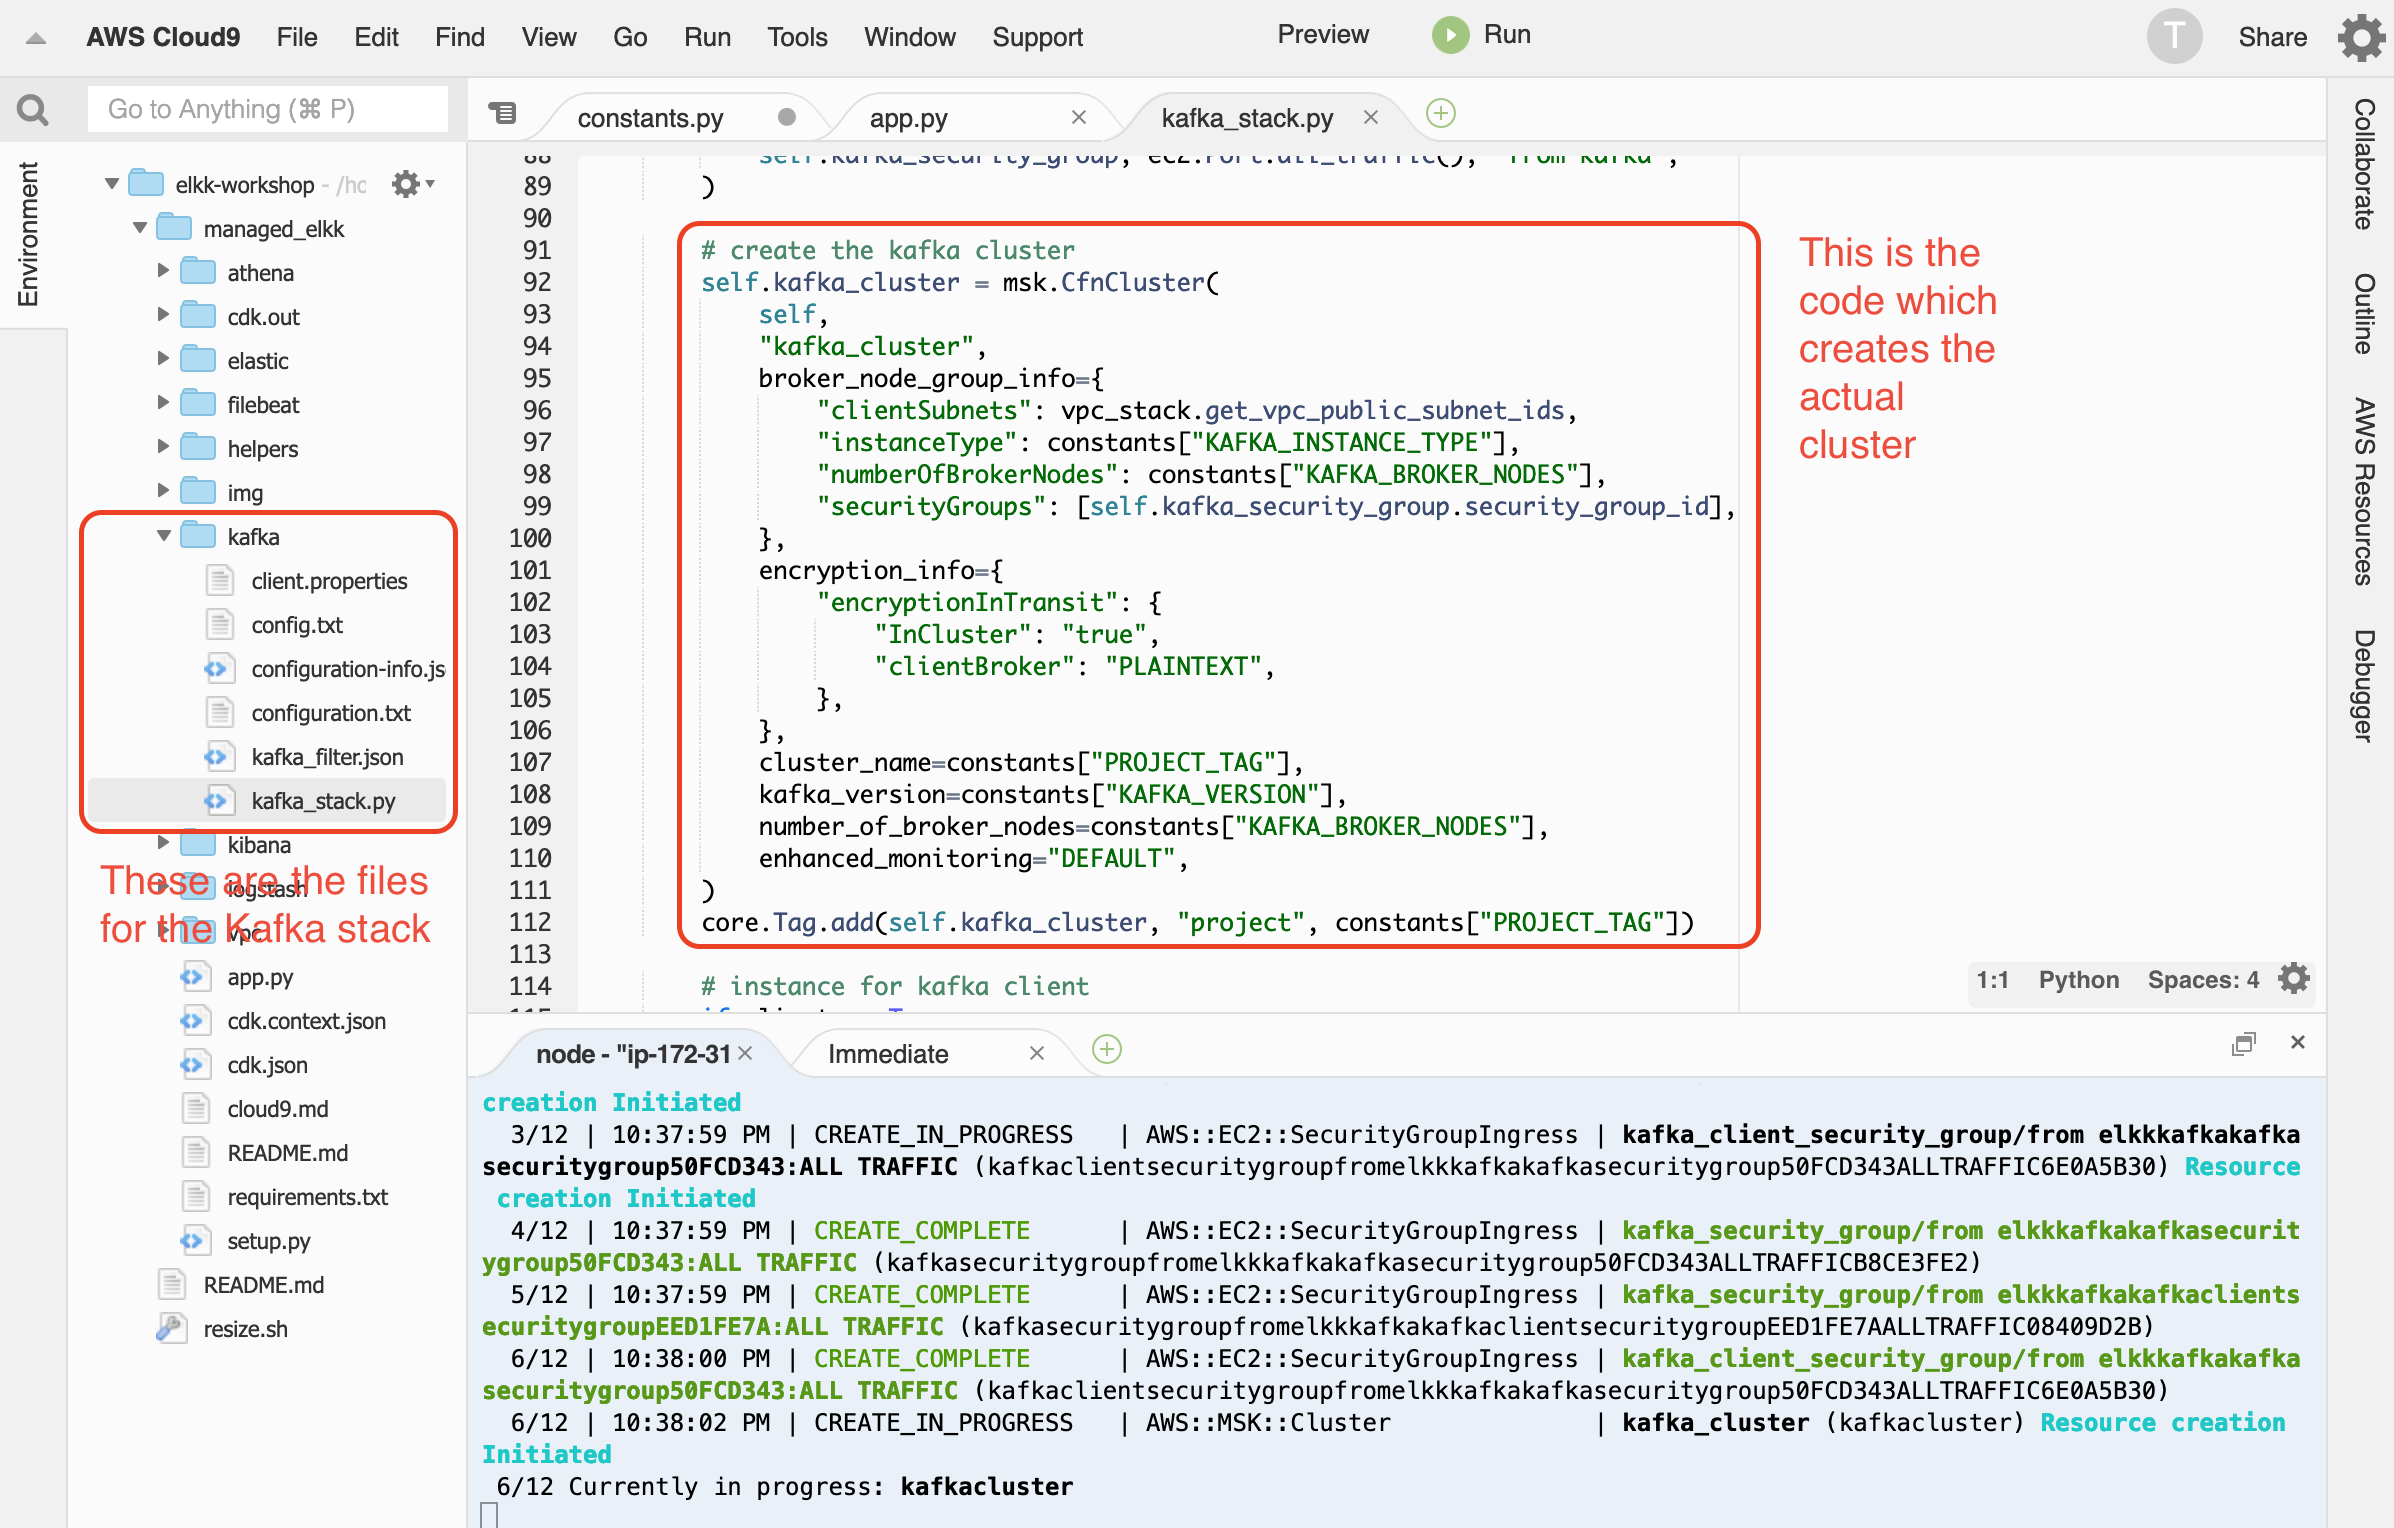 AWS Cloud9 File Edit Find View Go Run Tools Window Support Preview Run T Share
Go to Anything (⌘ P)
constants.py app.py kafka_stack.py
Environment
elkk-workshop - /hc
managed_elkk
athena
cdk.out
elastic
filebeat
helpers
img
kafka
client.properties
config.txt
configuration-info.js
configuration.txt
kafka_filter.json
kafka_stack.py
kibana
logstash
vpc
app.py
cdk.context.json
cdk.json
cloud9.md
README.md
requirements.txt
setup.py
README.md
resize.sh
These are the files
for the Kafka stack
88 self.kafka_security_group, ec2.Port.all_traffic(), "from kafka",
89 )
90
91 # create the kafka cluster
92 self.kafka_cluster = msk.CfnCluster(
93 self,
94 "kafka_cluster",
95 broker_node_group_info={
96 "clientSubnets": vpc_stack.get_vpc_public_subnet_ids,
97 "instanceType": constants["KAFKA_INSTANCE_TYPE"],
98 "numberOfBrokerNodes": constants["KAFKA_BROKER_NODES"],
99 "securityGroups": [self.kafka_security_group.security_group_id],
100 },
101 encryption_info={
102 "encryptionInTransit": {
103 "InCluster": "true",
104 "clientBroker": "PLAINTEXT",
105 },
106 },
107 cluster_name=constants["PROJECT_TAG"],
108 kafka_version=constants["KAFKA_VERSION"],
109 number_of_broker_nodes=constants["KAFKA_BROKER_NODES"],
110 enhanced_monitoring="DEFAULT",
111 )
112 core.Tag.add(self.kafka_cluster, "project", constants["PROJECT_TAG"])
113
114 # instance for kafka client
115
This is the
code which
creates the
actual
cluster
1:1 Python Spaces: 4
Collaborate
Outline
AWS Resources
Debugger
node - "ip-172-31 Immediate
creation Initiated
3/12 | 10:37:59 PM | CREATE_IN_PROGRESS | AWS::EC2::SecurityGroupIngress | kafka_client_security_group/from elkkkafkakafka
securitygroup50FCD343:ALL TRAFFIC (kafkaclientsecuritygroupfromelkkkafkakafkasecuritygroup50FCD343ALLTRAFFIC6E0A5B30) Resource
creation Initiated
4/12 | 10:37:59 PM | CREATE_COMPLETE | AWS::EC2::SecurityGroupIngress | kafka_security_group/from elkkkafkakafkasecurit
ygroup50FCD343:ALL TRAFFIC (kafkasecuritygroupfromelkkkafkakafkasecuritygroup50FCD343ALLTRAFFICB8CE3FE2)
5/12 | 10:37:59 PM | CREATE_COMPLETE | AWS::EC2::SecurityGroupIngress | kafka_security_group/from elkkkafkakafkaclients
ecuritygroupEED1FE7A:ALL TRAFFIC (kafkasecuritygroupfromelkkkafkakafkaclientsecuritygroupEED1FE7AALLTRAFFIC08409D2B)
6/12 | 10:38:00 PM | CREATE_COMPLETE | AWS::EC2::SecurityGroupIngress | kafka_client_security_group/from elkkkafkakafka
securitygroup50FCD343:ALL TRAFFIC (kafkaclientsecuritygroupfromelkkkafkakafkasecuritygroup50FCD343ALLTRAFFIC6E0A5B30)
6/12 | 10:38:02 PM | CREATE_IN_PROGRESS | AWS::MSK::Cluster | kafka_cluster (kafkacluster) Resource creation
Initiated
6/12 Currently in progress: kafkacluster